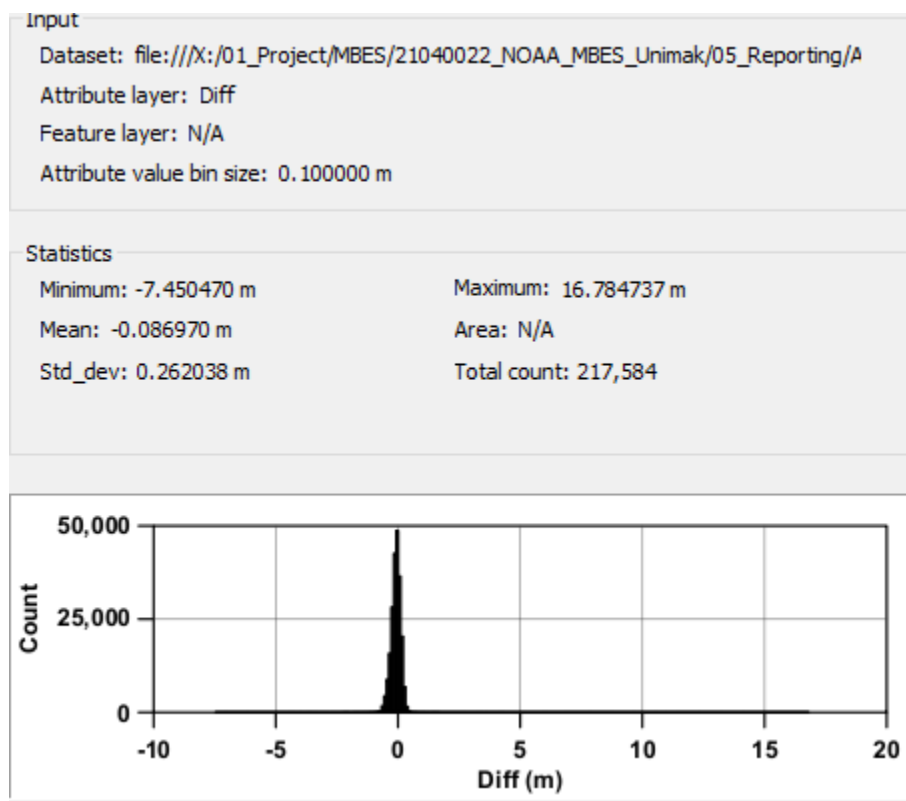 Input
Dataset: file:///X:/01_Project/MBES/21040022_NOAA_MBES_Unimak/05_Reporting/A
Attribute layer: Diff
Feature layer: N/A
Attribute value bin size: 0.100000 m
Statistics
Minimum: -7.450470 m Maximum: 16.784737 m
Mean: -0.086970 m Area: N/A
Std_dev: 0.262038 m Total count: 217,584
50,000
25,000
0
Count
-10 -5 0 5 10 15 20
Diff (m)